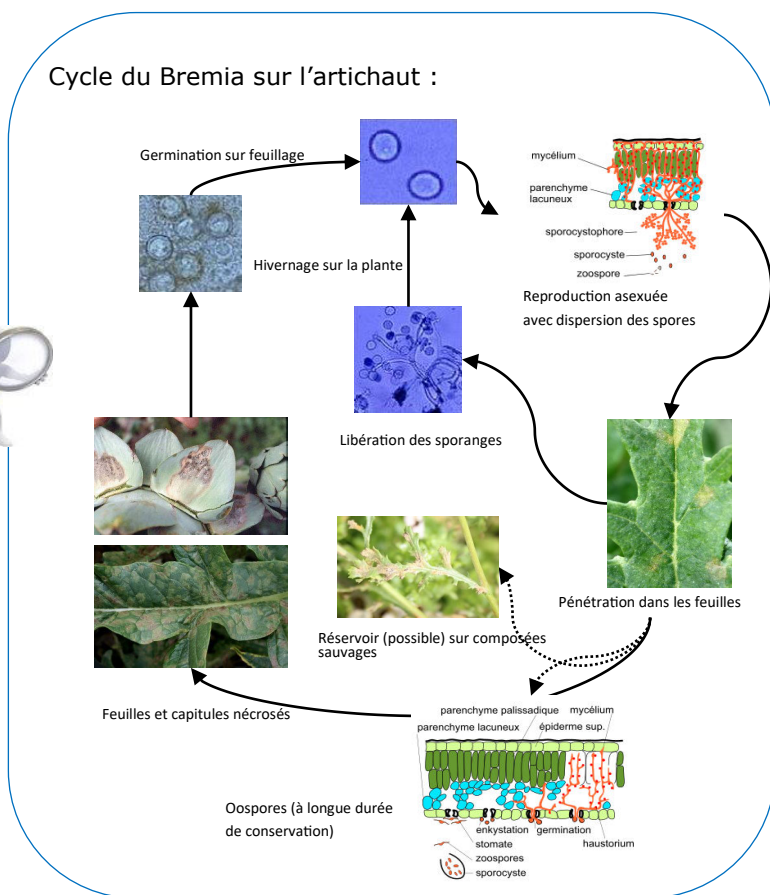 Cycle du Bremia sur l'artichaut :
Germination sur feuillage
mycélium
parenchyme
lacuneux
sporocystophore
sporocyste
zoospore
Hivernage sur la plante
Reproduction asexuée
avec dispersion des spores
Libération des sporanges
Pénétration dans les feuilles
Réservoir (possible) sur composées
sauvages
Feuilles et capitules nécrosés
parenchyme palissadique
mycélium
parenchyme lacuneux
épiderme sup.
Oospores (à longue durée
de conservation)
enkystation
germination
stomate
haustorium
zoospores
sporocyste